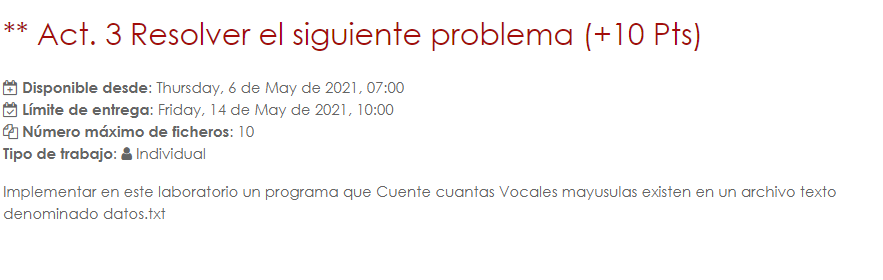 ** Act. 3 Resolver el siguiente problema (+10 Pts)
Disponible desde: Thursday, 6 de May de 2021, 07:00
Límite de entrega: Friday, 14 de May de 2021, 10:00
Número máximo de ficheros: 10
Tipo de trabajo: Individual
Implementar en este laboratorio un programa que Cuente cuantas Vocales mayusulas existen en un archivo texto
denominado datos.txt